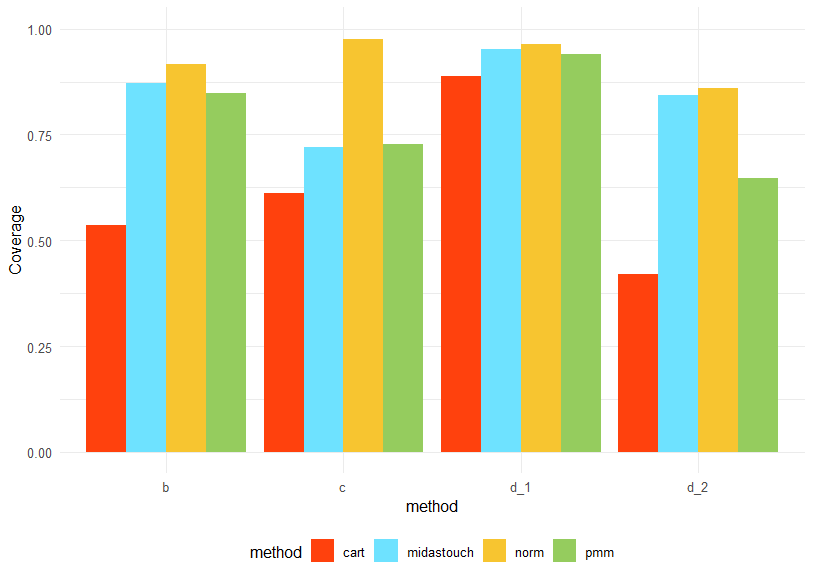 1.00
0.75
0.50
0.25
0.00
Coverage
b c d_1 d_2
method
method cart midastouch norm pmm